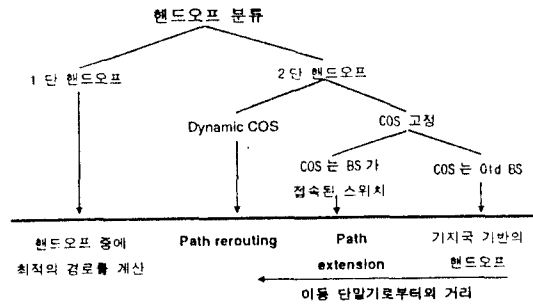 핸드오프 분류
1 단 핸드오프
2단 핸드오프
Dynamic COS
COS 고정
COS는 BS가
접속된 스위치
COS는 Old BS
핸드오프 중에
최적의 경로를 계산
Path rerouting
Path
extension
기지국 기반의
핸드오프
이동 단말기로부터의 거리